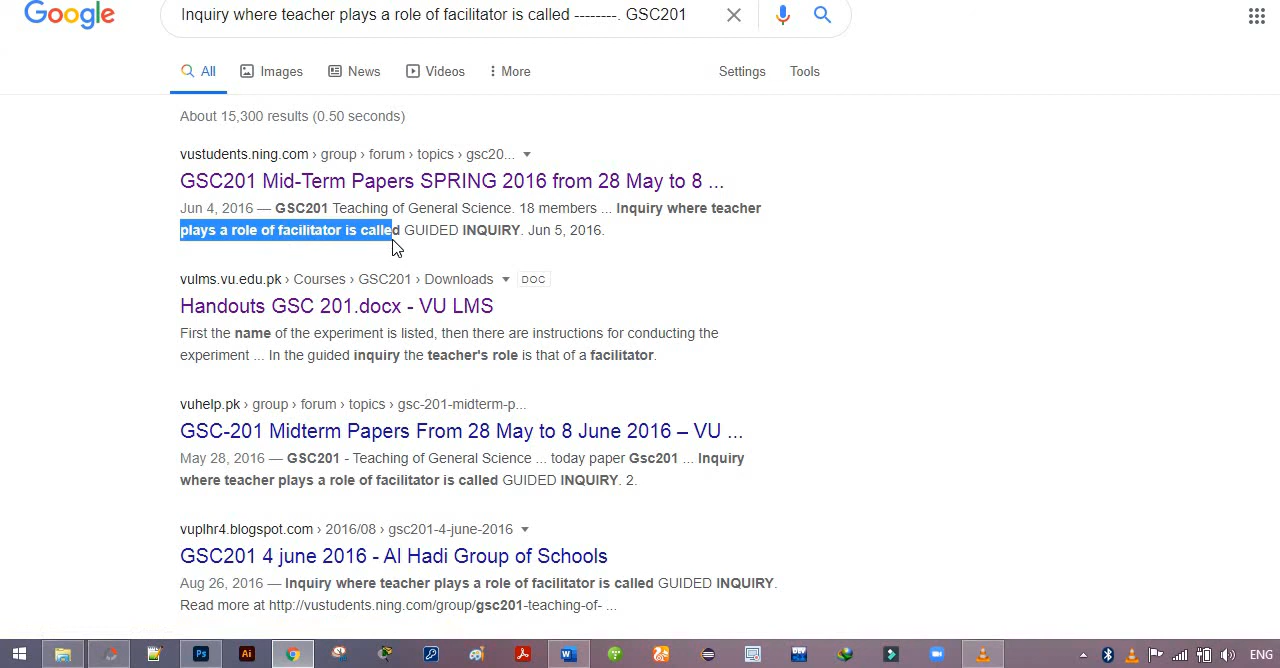 Google
Inquiry where teacher plays a role of facilitator is called --------. GSC201
All
Images
News
Videos
More
Settings
Tools
About 15,300 results (0.50 seconds)
vustudents.ning.com › group › forum › topics › gsc20...
GSC201 Mid-Term Papers SPRING 2016 from 28 May to 8 ...
Jun 4, 2016 — GSC201 Teaching of General Science. 18 members ... Inquiry where teacher
plays a role of facilitator is called GUIDED INQUIRY. Jun 5, 2016.
vulms.vu.edu.pk › Courses › GSC201 › Downloads DOC
Handouts GSC 201.docx - VU LMS
First the name of the experiment is listed, then there are instructions for conducting the
experiment ... In the guided inquiry the teacher's role is that of a facilitator.
vuhelp.pk › group › forum › topics › gsc-201-midterm-p...
GSC-201 Midterm Papers From 28 May to 8 June 2016 – VU ...
May 28, 2016 — GSC201 - Teaching of General Science ... today paper Gsc201 ... Inquiry
where teacher plays a role of facilitator is called GUIDED INQUIRY. 2.
vuplhr4.blogspot.com › 2016/08 › gsc201-4-june-2016
GSC201 4 june 2016 - Al Hadi Group of Schools
Aug 26, 2016 — Inquiry where teacher plays a role of facilitator is called GUIDED INQUIRY.
Read more at http://vustudents.ning.com/group/gsc201-teaching-of- ...
Ps
Ai
ENG